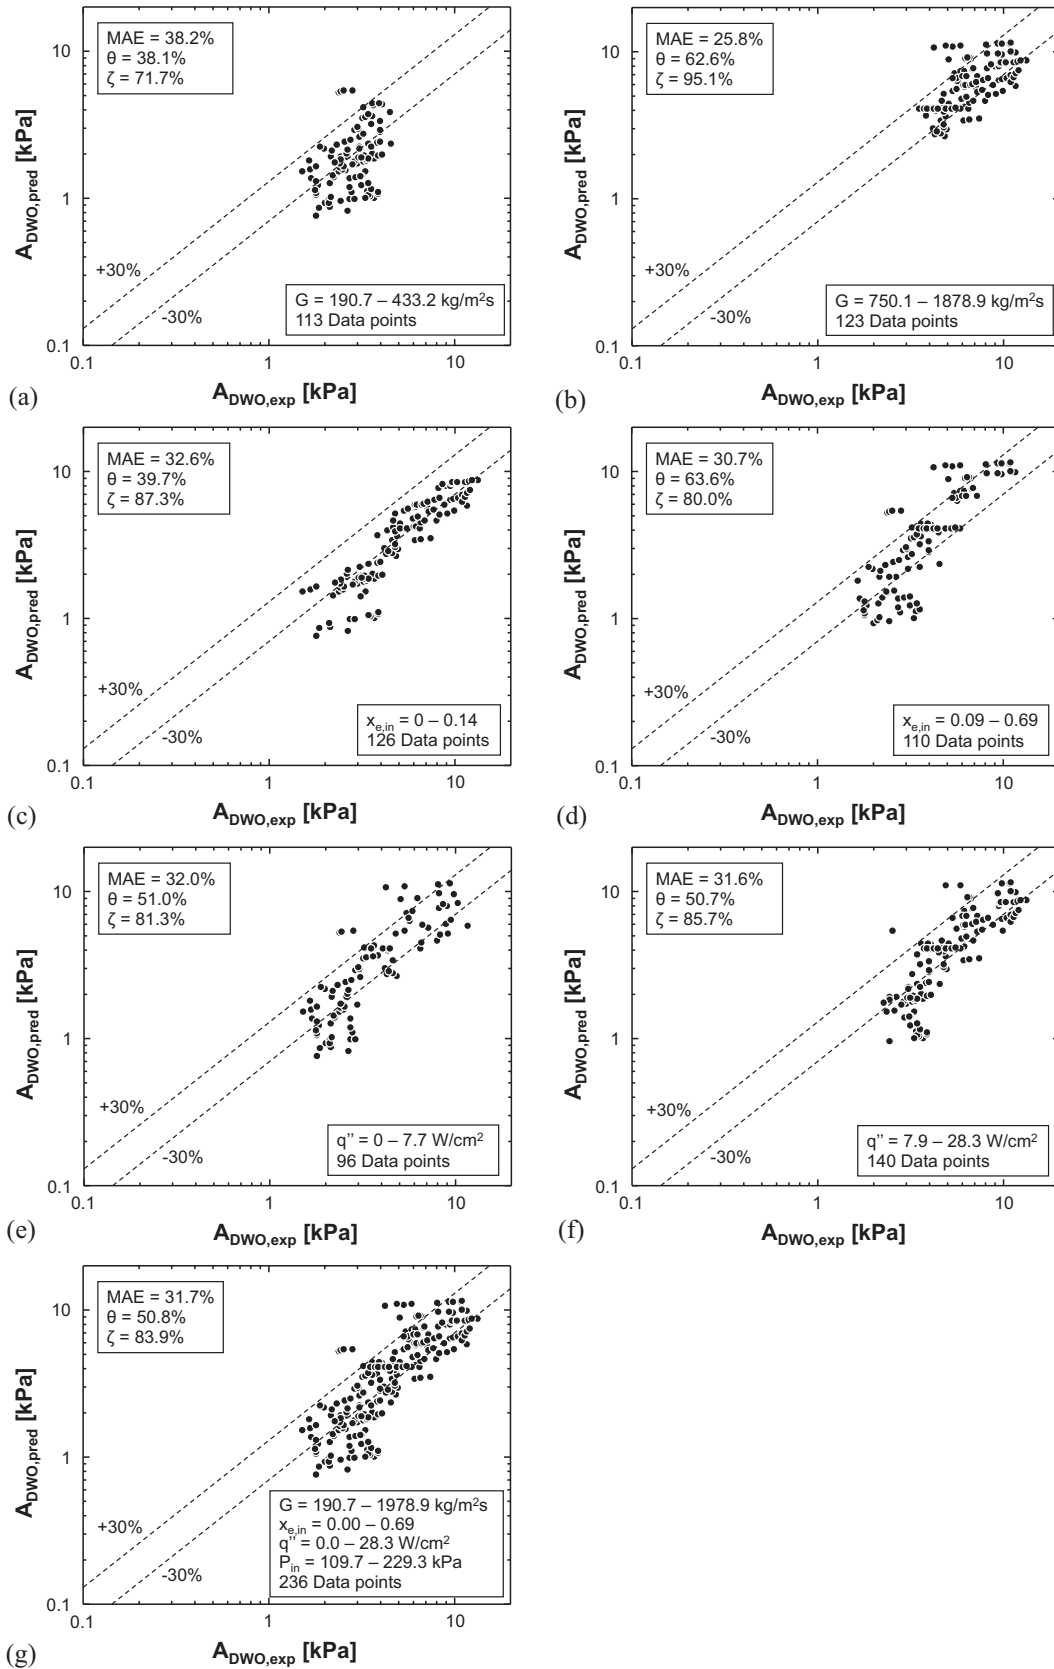 10
1
0.1
A_DWO,pred [kPa]
MAE = 38.2%
θ = 38.1%
ζ = 71.7%
+30%
-30%
G = 190.7 – 433.2 kg/m²s
113 Data points
0.1
1
10
(a)
A_DWO,exp [kPa]
10
1
0.1
A_DWO,pred [kPa]
MAE = 25.8%
θ = 62.6%
ζ = 95.1%
+30%
-30%
G = 750.1 – 1878.9 kg/m²s
123 Data points
0.1
1
10
(b)
A_DWO,exp [kPa]
10
1
0.1
A_DWO,pred [kPa]
MAE = 32.6%
θ = 39.7%
ζ = 87.3%
+30%
-30%
x_e,in = 0 – 0.14
126 Data points
0.1
1
10
(c)
A_DWO,exp [kPa]
10
1
0.1
A_DWO,pred [kPa]
MAE = 30.7%
θ = 63.6%
ζ = 80.0%
+30%
-30%
x_e,in = 0.09 – 0.69
110 Data points
0.1
1
10
(d)
A_DWO,exp [kPa]
10
1
0.1
A_DWO,pred [kPa]
MAE = 32.0%
θ = 51.0%
ζ = 81.3%
+30%
-30%
q'' = 0 – 7.7 W/cm²
96 Data points
0.1
1
10
(e)
A_DWO,exp [kPa]
10
1
0.1
A_DWO,pred [kPa]
MAE = 31.6%
θ = 50.7%
ζ = 85.7%
+30%
-30%
q'' = 7.9 – 28.3 W/cm²
140 Data points
0.1
1
10
(f)
A_DWO,exp [kPa]
10
1
0.1
A_DWO,pred [kPa]
MAE = 31.7%
θ = 50.8%
ζ = 83.9%
+30%
-30%
G = 190.7 – 1978.9 kg/m²s
x_e,in = 0.00 – 0.69
q'' = 0.0 – 28.3 W/cm²
P_in = 109.7 – 229.3 kPa
236 Data points
0.1
1
10
(g)
A_DWO,exp [kPa]